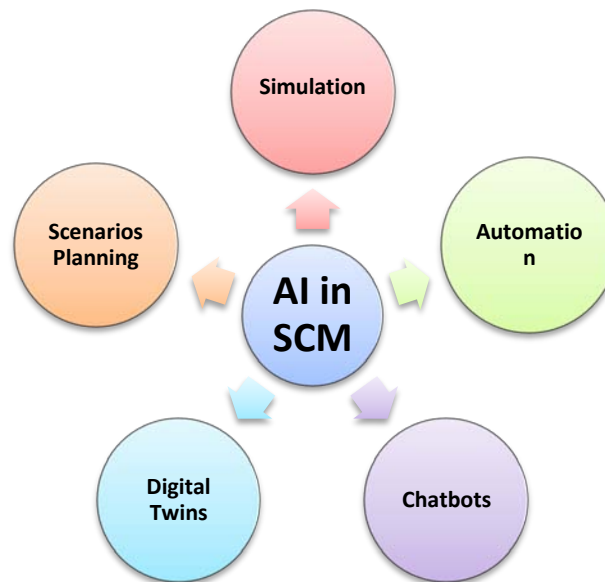 Simulation
Scenarios
Planning
Automatio
n
AI in
SCM
Digital
Twins
Chatbots